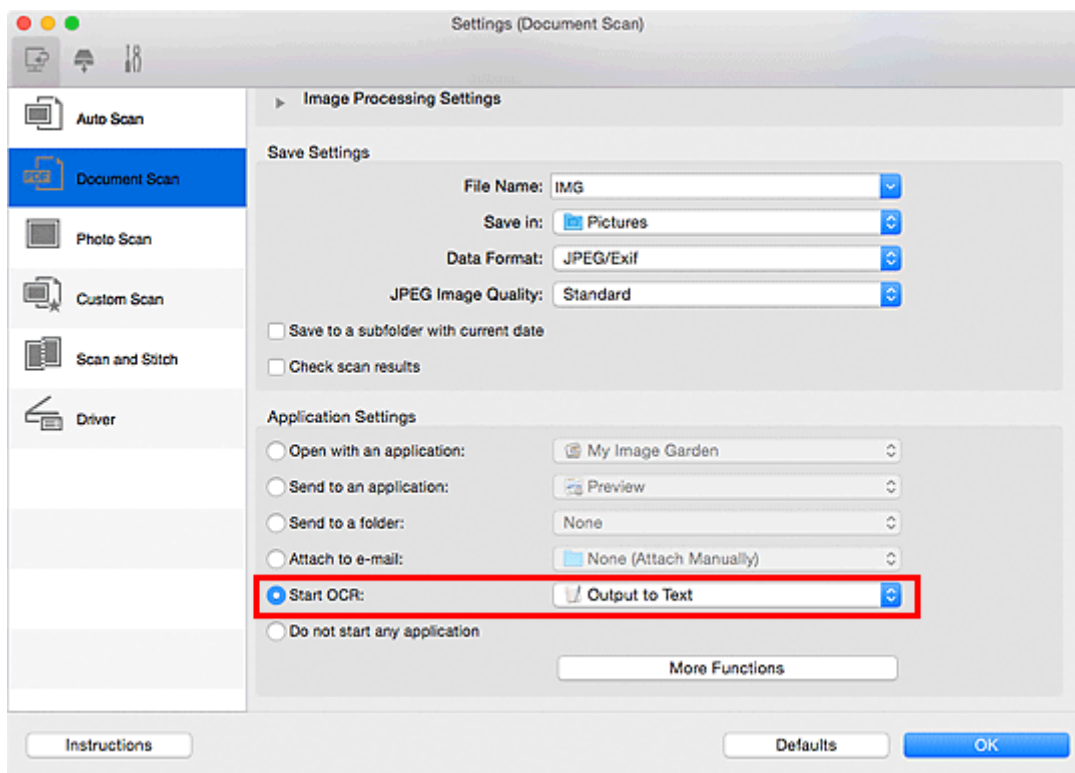 Settings (Document Scan)
Image Processing Settings
Auto Scan
Document Scan
Photo Scan
Custom Scan
Scan and Stitch
Driver
Save Settings
File Name: IMG
Save in: Pictures
Data Format: JPEG/Exif
JPEG Image Quality: Standard
Save to a subfolder with current date
Check scan results
Application Settings
Open with an application: My Image Garden
Send to an application: Preview
Send to a folder: None
Attach to e-mail: None (Attach Manually)
Start OCR: Output to Text
Do not start any application
More Functions
Instructions
Defaults
OK